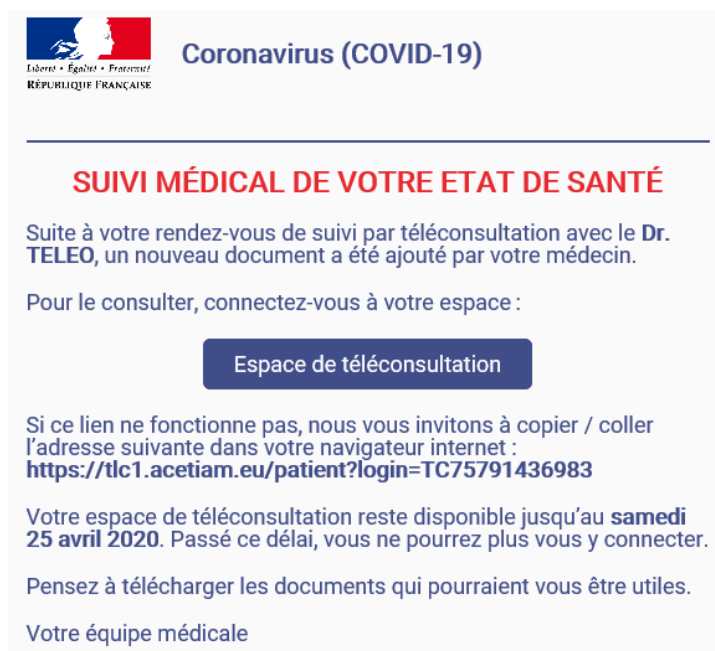 Liberté • Égalité • Fraternité
RÉPUBLIQUE FRANÇAISE
Coronavirus (COVID-19)
SUIVI MÉDICAL DE VOTRE ETAT DE SANTÉ
Suite à votre rendez-vous de suivi par téléconsultation avec le Dr.
TELEO, un nouveau document a été ajouté par votre médecin.
Pour le consulter, connectez-vous à votre espace :
Espace de téléconsultation
Si ce lien ne fonctionne pas, nous vous invitons à copier / coller
l’adresse suivante dans votre navigateur internet :
https://tlc1.acetiam.eu/patient?login=TC75791436983
Votre espace de téléconsultation reste disponible jusqu’au samedi
25 avril 2020. Passé ce délai, vous ne pourrez plus vous y connecter.
Pensez à télécharger les documents qui pourraient vous être utiles.
Votre équipe médicale